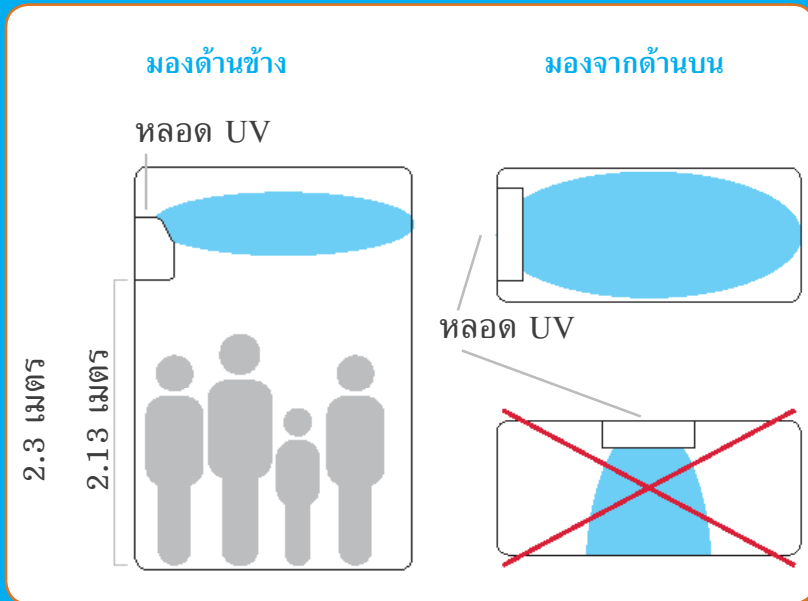 มองด้านข้าง
มองจากด้านบน
หลอด UV
หลอด UV
2.3 เมตร
2.13 เมตร